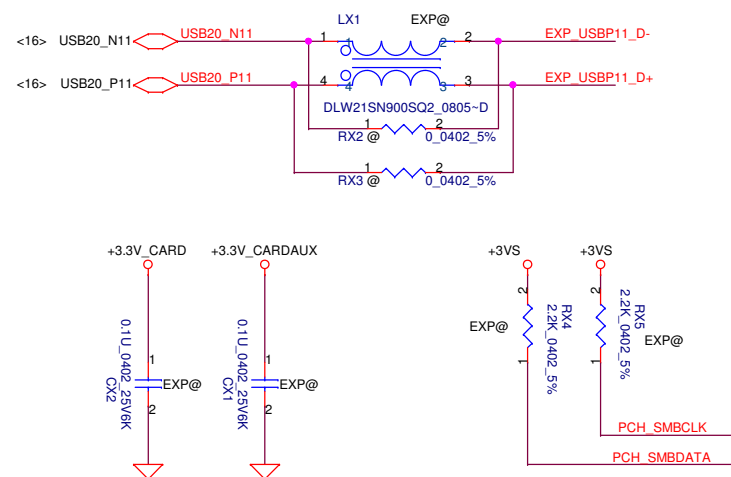 LX1 EXP@
<16> USB20_N11 USB20_N11 1 1 2 2 EXP_USBP11_D-
<16> USB20_P11 USB20_P11 4 4 3 3 EXP_USBP11_D+
DLW21SN900SQ2_0805~D
1 2
RX2 @ 0_0402_5%
1 2
RX3 @ 0_0402_5%
+3.3V_CARD +3.3V_CARDAUX +3VS +3VS
0.1U_0402_25V6K
CX2
1
EXP@
2
0.1U_0402_25V6K
CX1
1
EXP@
2
2
EXP@
1
RX4
2.2K_0402_5%
2
1
RX5
2.2K_0402_5%
EXP@
PCH_SMBCLK
PCH_SMBDATA